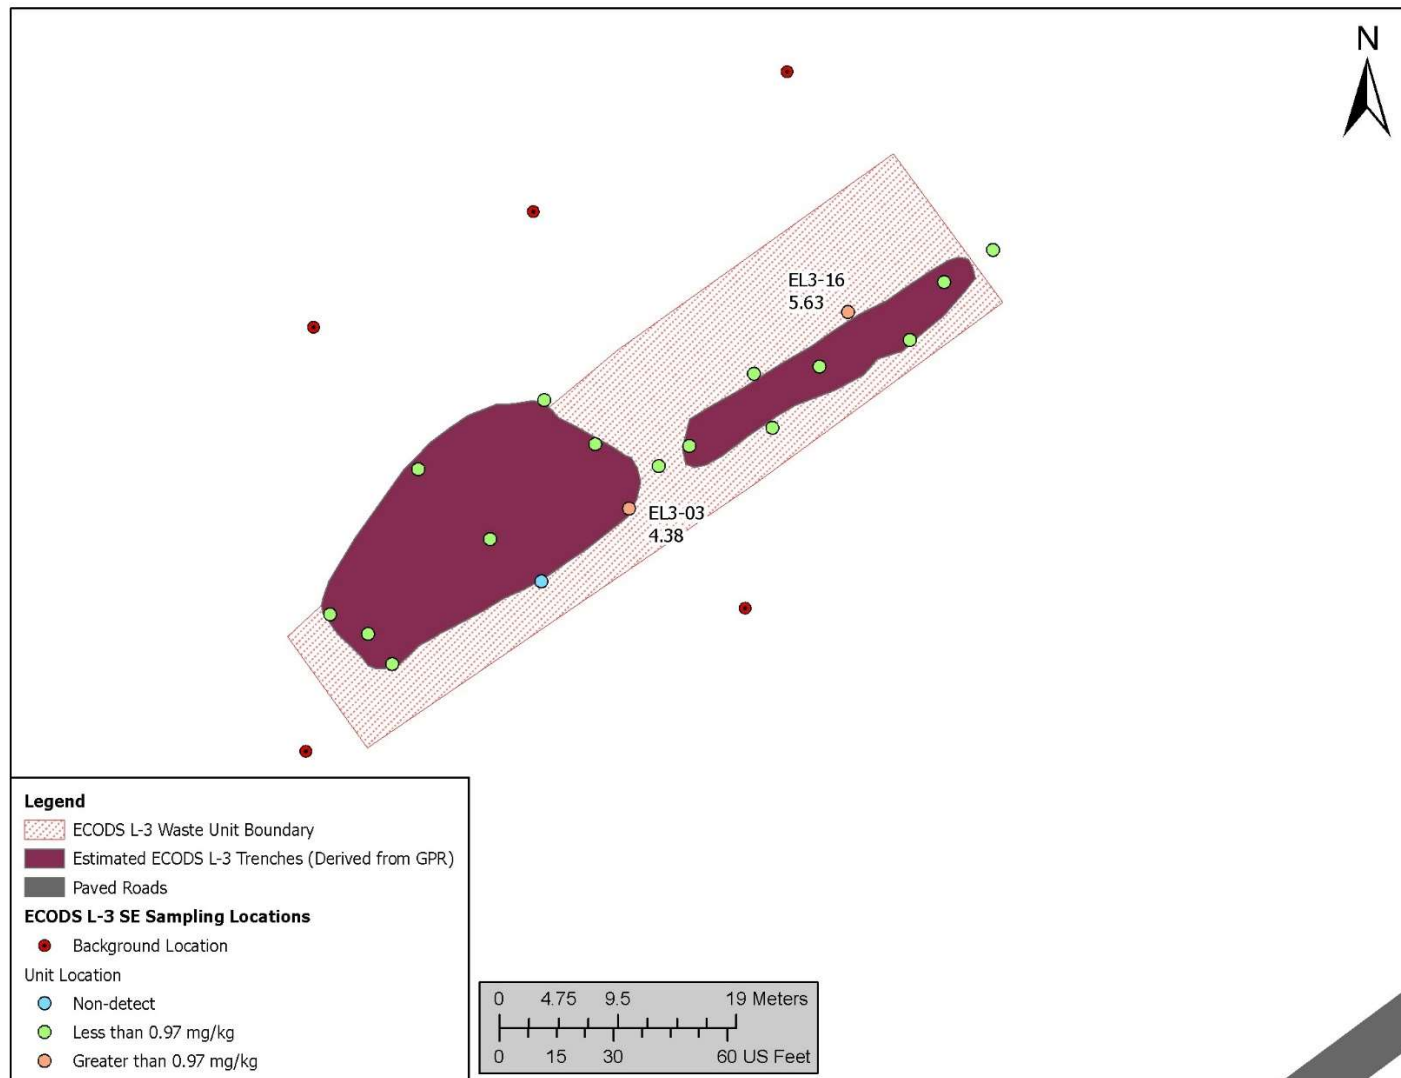 N
EL3-16
5.63
EL3-03
4.38
Legend
ECODS L-3 Waste Unit Boundary
Estimated ECODS L-3 Trenches (Derived from GPR)
Paved Roads
ECODS L-3 SE Sampling Locations
Background Location
Unit Location
Non-detect
Less than 0.97 mg/kg
Greater than 0.97 mg/kg
0 4.75 9.5 19 Meters
0 15 30 60 US Feet